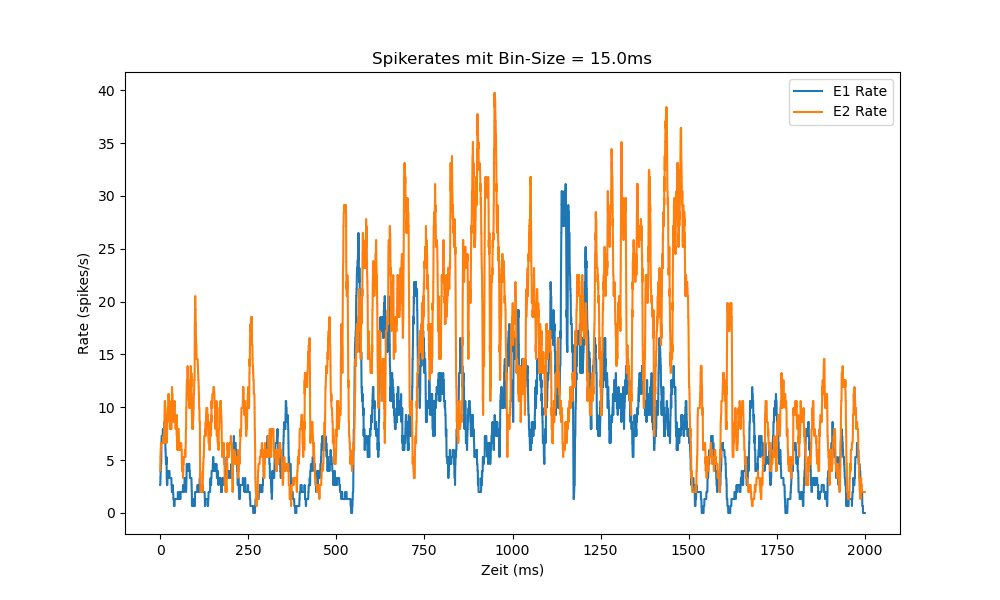 Spikerates mit Bin-Size = 15.0ms
E1 Rate
E2 Rate
Rate (spikes/s)
40
35
30
25
20
15
10
5
0
0 250 500 750 1000 1250 1500 1750 2000
Zeit (ms)